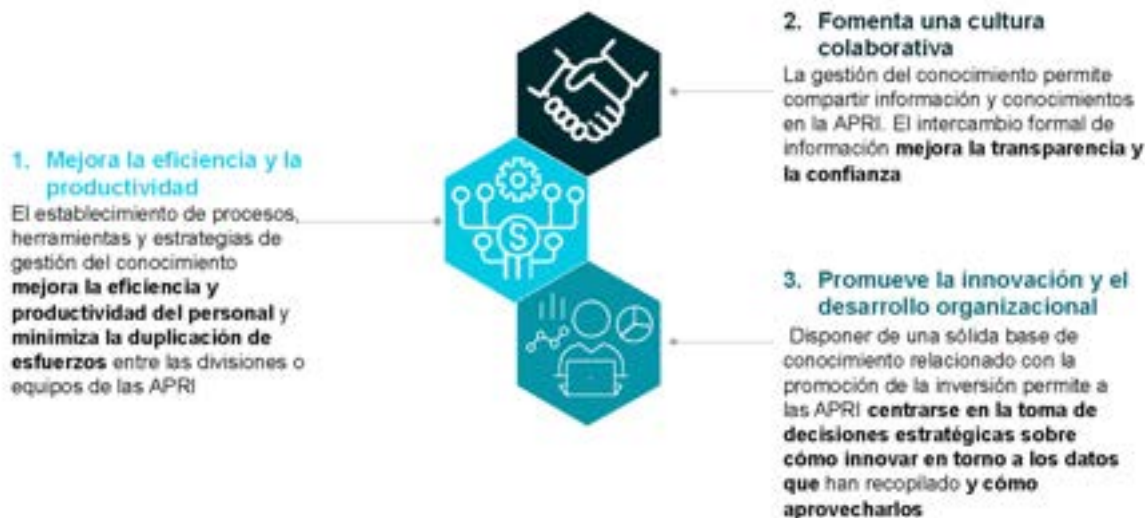 1. Mejora la eficiencia y la
productividad
El establecimiento de procesos,
herramientas y estrategias de
gestión del conocimiento
mejora la eficiencia y
productividad del personal y
minimiza la duplicación de
esfuerzos entre las divisiones o
equipos de las APRI
2. Fomenta una cultura
colaborativa
La gestión del conocimiento permite
compartir información y conocimientos
en la APRI. El intercambio formal de
información mejora la transparencia y
la confianza
3. Promueve la innovación y el
desarrollo organizacional
Disponer de una sólida base de
conocimiento relacionado con la
promoción de la inversión permite a
las APRI centrarse en la toma de
decisiones estratégicas sobre
cómo innovar en torno a los datos
que han recopilado y cómo
aprovecharlos
S